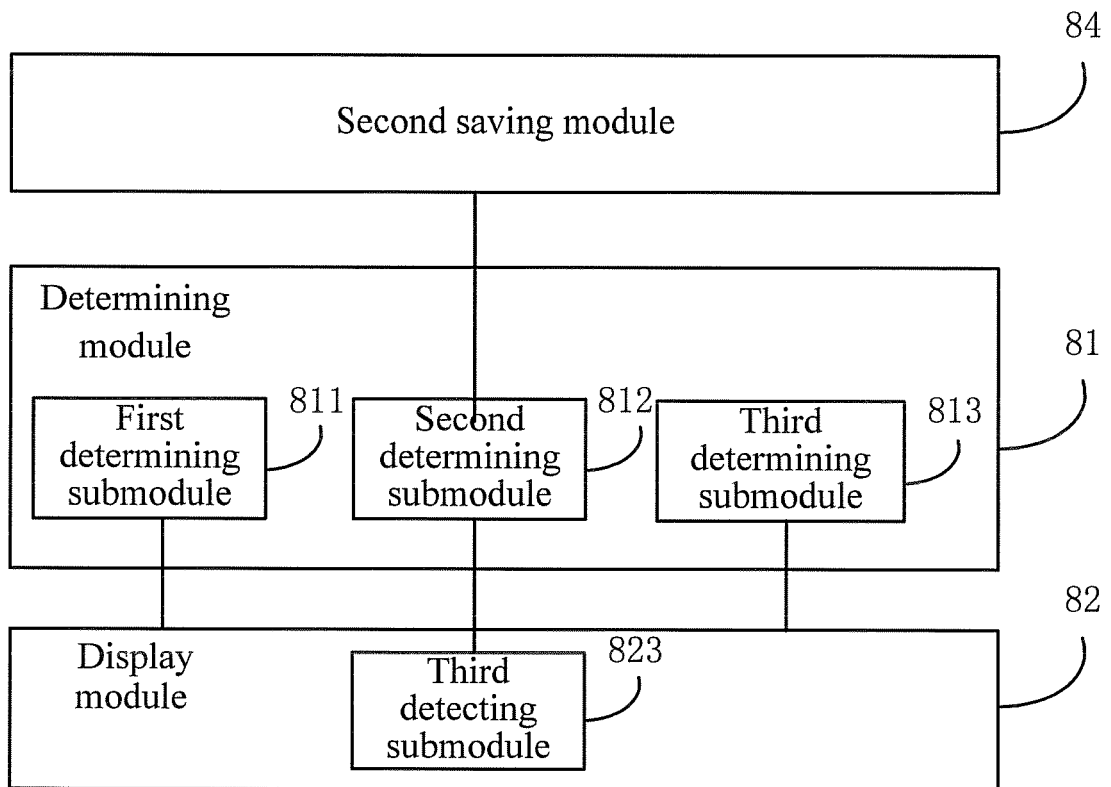 84
Second saving module
Determining
module
81
811
812
813
First
determining
submodule
Second
determining
submodule
Third
determining
submodule
82
Display
module
823
Third
detecting
submodule